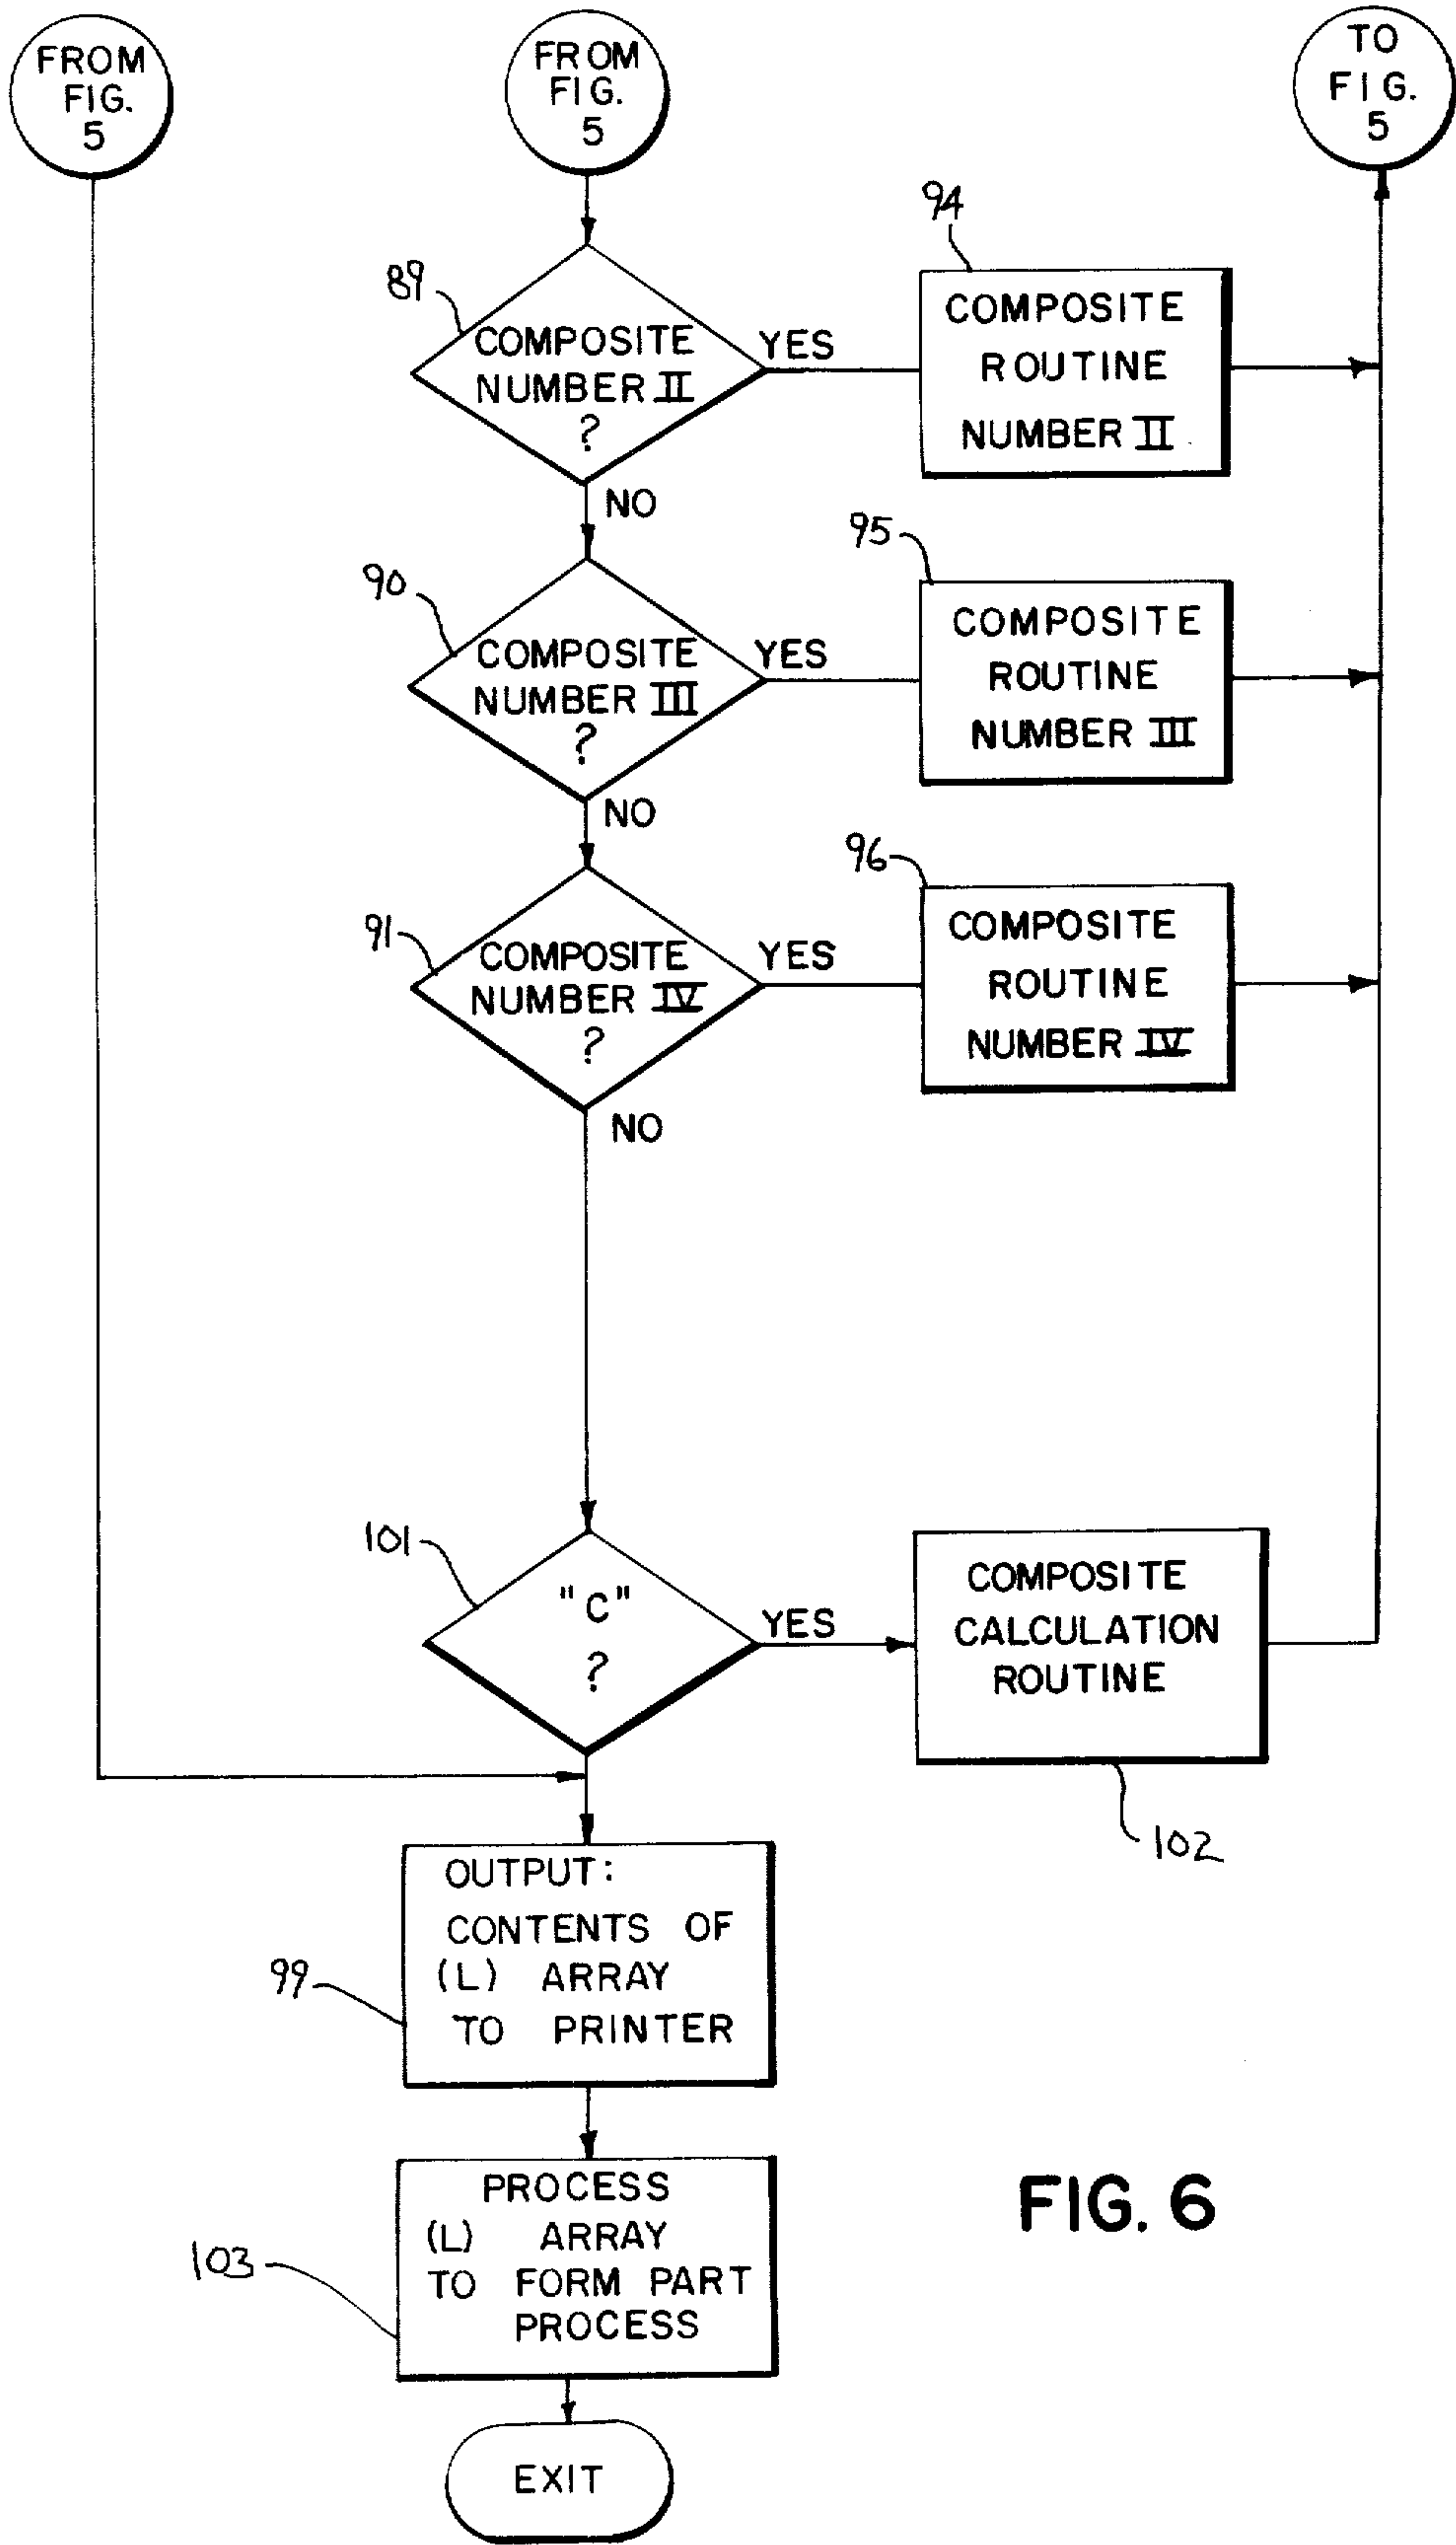 FROM
FIG.
5
FROM
FIG.
5
TO
FIG.
5
89
COMPOSITE
NUMBER II
?
YES
NO
94
COMPOSITE
ROUTINE
NUMBER II
90
COMPOSITE
NUMBER III
?
YES
NO
95
COMPOSITE
ROUTINE
NUMBER III
91
COMPOSITE
NUMBER IV
?
YES
NO
96
COMPOSITE
ROUTINE
NUMBER IV
101
"C"
?
YES
COMPOSITE
CALCULATION
ROUTINE
102
99
OUTPUT:
CONTENTS OF
(L) ARRAY
TO PRINTER
103
PROCESS
(L) ARRAY
TO FORM PART
PROCESS
EXIT
FIG. 6